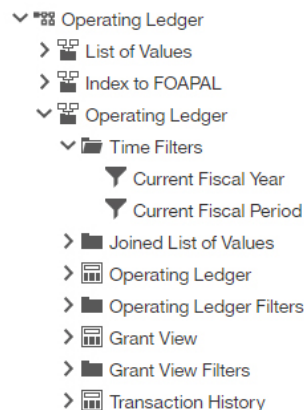 Operating Ledger
List of Values
Index to FOAPAL
Operating Ledger
Time Filters
Current Fiscal Year
Current Fiscal Period
Joined List of Values
Operating Ledger
Operating Ledger Filters
Grant View
Grant View Filters
Transaction History